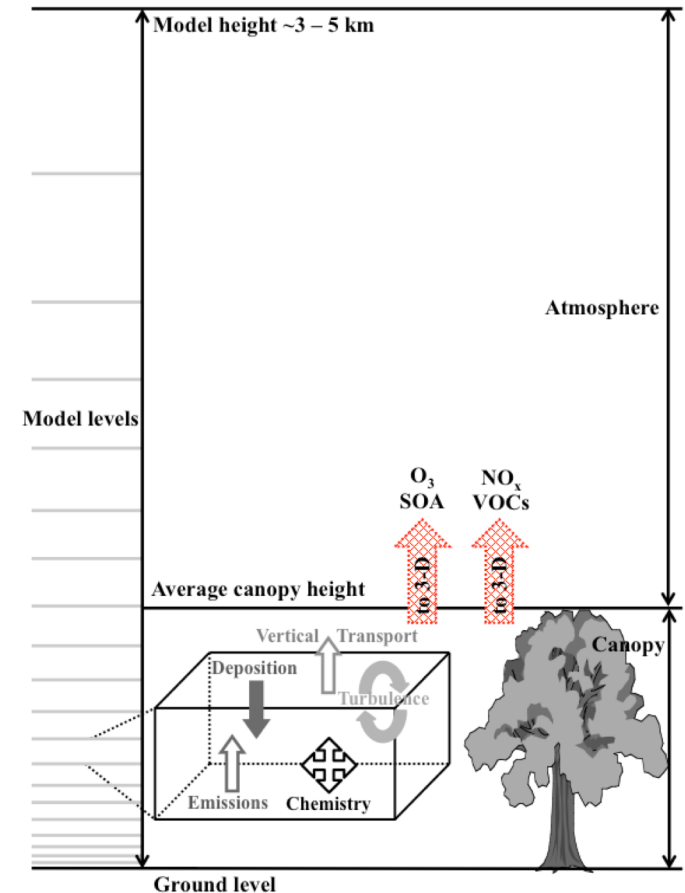 Model height ~3 – 5 km
Atmosphere
Model levels
O₃
SOA
NOₓ
VOCs
to 3-D
to 3-D
Average canopy height
Vertical Transport
Canopy
Deposition
Turbulence
Emissions
Chemistry
Ground level